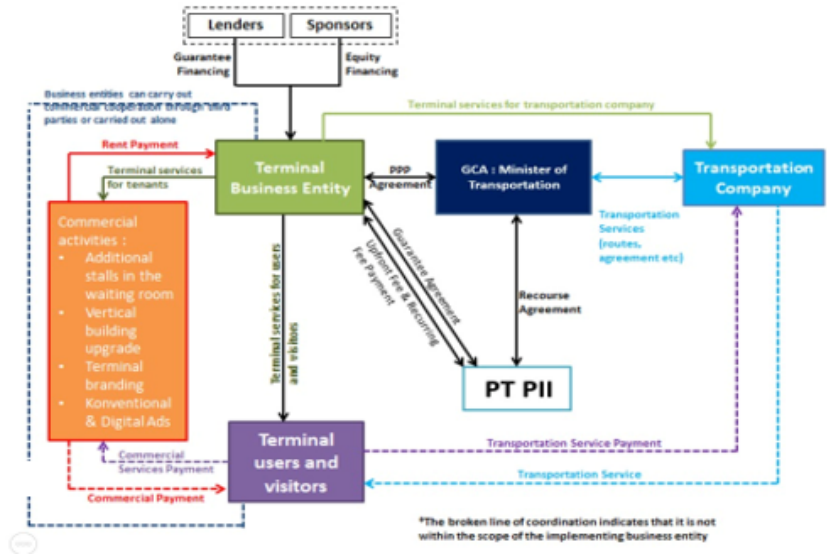 Lenders
Sponsors
Guarantee
Financing
Equity
Financing
Business entities can carry out
commercial cooperation through third
parties or carried out alone
Terminal services for transportation company
Rent Payment
Terminal services
for tenants
Terminal
Business Entity
PPP
Agreement
GCA : Minister of
Transportation
Transportation
Company
Transportation
Services
(routes,
agreement etc)
Commercial
activities :
• Additional
stalls in the
waiting room
• Vertical
building
upgrade
• Terminal
branding
• Konventional
& Digital Ads
Terminal services for users
and visitors
Guarantee Agreement
Upfront Fee & Recurring
Fee Payment
Recourse
Agreement
PT PII
Terminal
users and
visitors
Commercial
Services Payment
Commercial Payment
Transportation Service Payment
Transportation Service
*The broken line of coordination indicates that it is not
within the scope of the implementing business entity